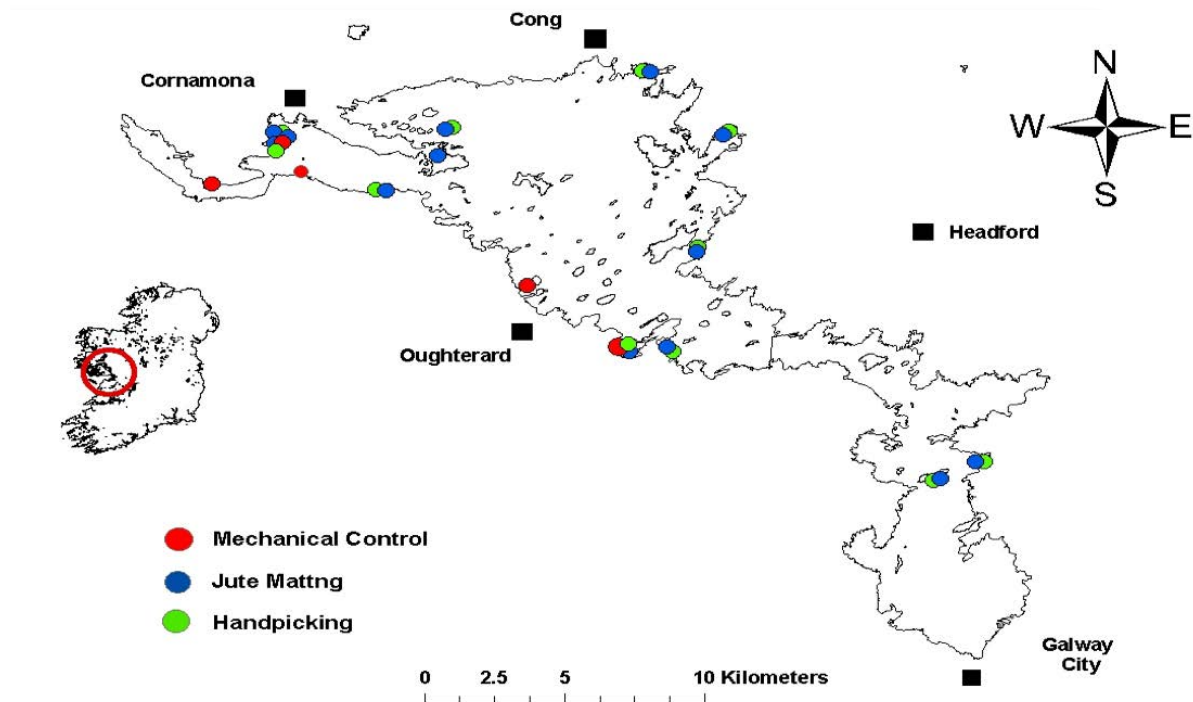 Cong
Cornamona
N
W E
S
Headford
Oughterard
Mechanical Control
Jute Mattng
Handpicking
Galway
City
0 2.5 5 10 Kilometers